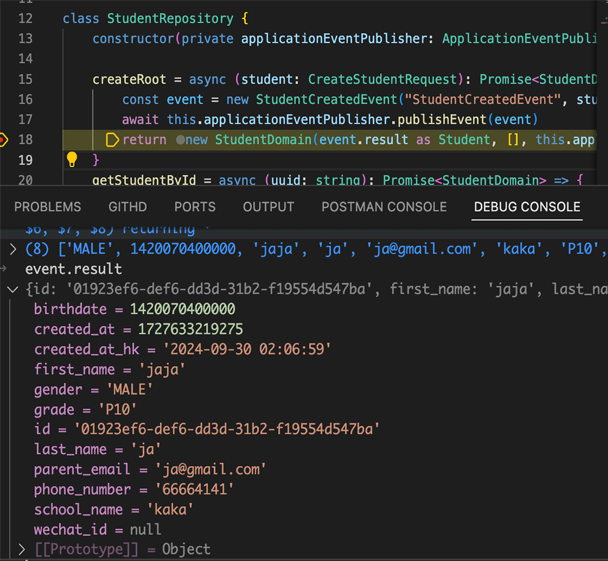 12 class StudentRepository {
13 constructor(private applicationEventPublisher: ApplicationEventPubli
14
15 createRoot = async (student: CreateStudentRequest): Promise<StudentD
16 const event = new StudentCreatedEvent("StudentCreatedEvent", stu
17 await this.applicationEventPublisher.publishEvent(event)
18 return new StudentDomain(event.result as Student, [], this.app
19 }
20 getStudentById = async (uuid: string): Promise<StudentDomain> => {
PROBLEMS GITHD PORTS OUTPUT POSTMAN CONSOLE DEBUG CONSOLE
$6, $7, $8) returning *
(8) ['MALE', 1420070400000, 'jaja', 'ja', 'ja@gmail.com', 'kaka', 'P10',
event.result
{id: '01923ef6-def6-dd3d-31b2-f19554d547ba', first_name: 'jaja', last_na
birthdate = 1420070400000
created_at = 1727633219275
created_at_hk = '2024-09-30 02:06:59'
first_name = 'jaja'
gender = 'MALE'
grade = 'P10'
id = '01923ef6-def6-dd3d-31b2-f19554d547ba'
last_name = 'ja'
parent_email = 'ja@gmail.com'
phone_number = '66664141'
school_name = 'kaka'
wechat_id = null
[[Prototype]] = Object